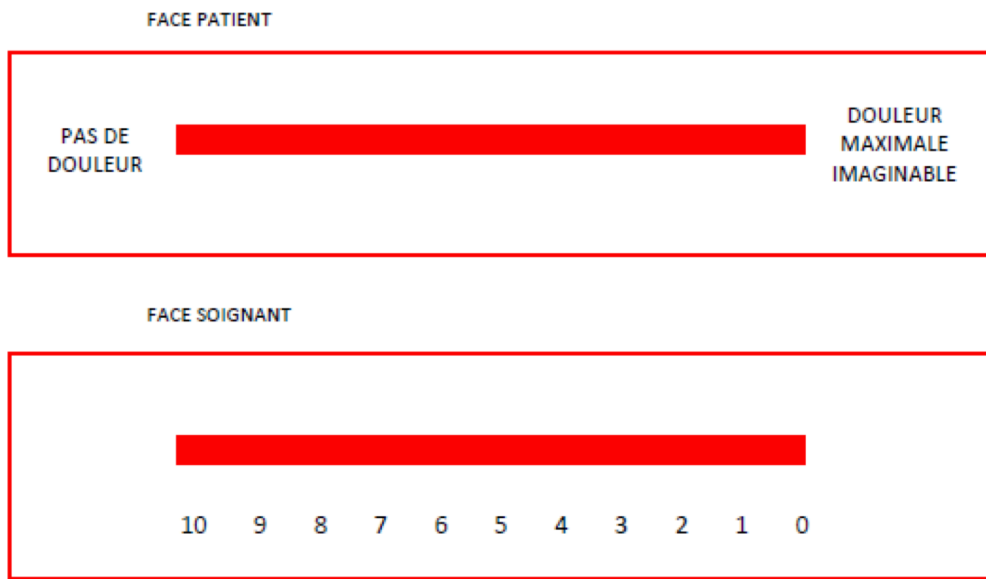 FACE PATIENT
PAS DE
DOULEUR
DOULEUR
MAXIMALE
IMAGINABLE
FACE SOIGNANT
10 9 8 7 6 5 4 3 2 1 0